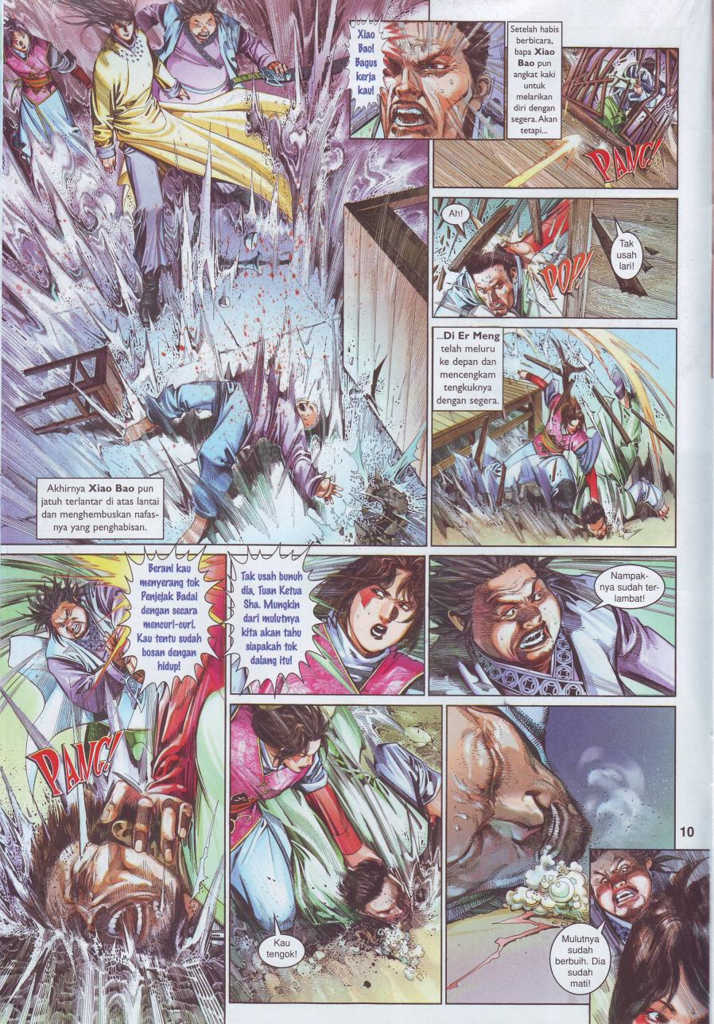 Xiao
Bao!
Bagus
kerja
kau!
Setelah habis
berbicara,
bapa Xiao
Bao pun
angkat kaki
untuk
melarikan
diri dengan
segera. Akan
tetapi...
PANG!
Ah!
POP!
Tak
usah
lari!
...Di Er Meng
telah meluru
ke depan dan
mencengkam
tengkuknya
dengan segera.
Akhirnya Xiao Bao pun
jatuh terlantar di atas lantai
dan menghembuskan nafas-
nya yang penghabisan.
Berani kau
menyerang tok
Penjejak Badai
dengan secara
mencuri-curi.
Kau tentu sudah
bosan dengan
hidup!
PANG!
Tak usah bunuh
dia, Tuan Ketua
Sha. Mungkin
dari mulutnya
kita akan tahu
siapakah tok
dalang itu!
Nampak-
nya sudah ter-
lambat!
Kau
tengok!
Mulutnya
sudah
berbuih. Dia
sudah
mati!
10